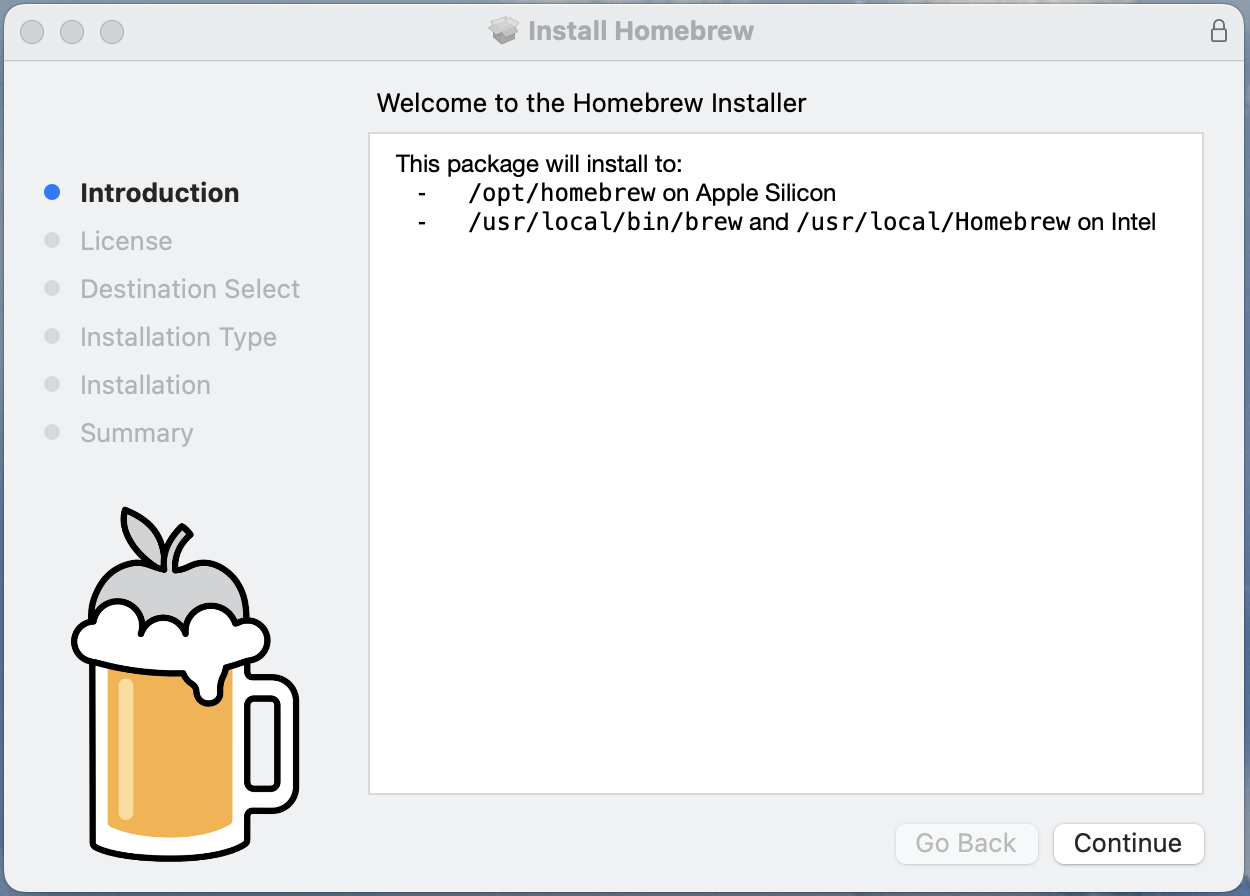 Install Homebrew
Welcome to the Homebrew Installer
Introduction
License
Destination Select
Installation Type
Installation
Summary
This package will install to:
- /opt/homebrew on Apple Silicon
- /usr/local/bin/brew and /usr/local/Homebrew on Intel
Go Back
Continue